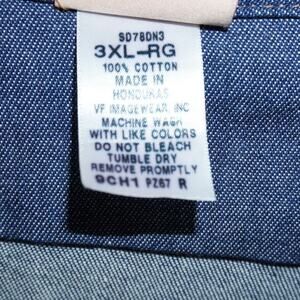 SD78DN3
3XL-RG
100% COTTON
MADE IN
HONDURAS
VF IMAGEWEAR, INC
MACHINE WASH
WITH LIKE COLORS
DO NOT BLEACH
TUMBLE DRY
REMOVE PROMPTLY
9CH1 PZ67 R